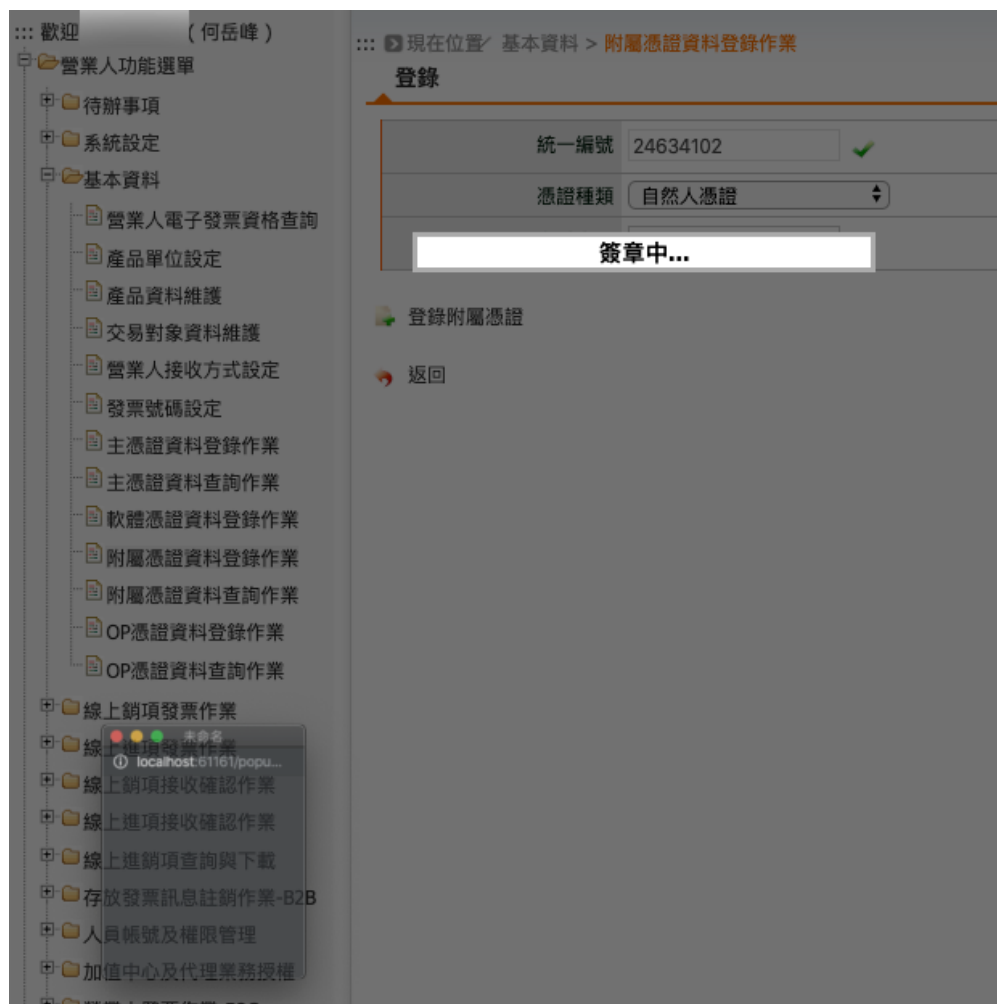 ::: 歡迎 (何岳峰)
營業人功能選單
待辦事項
系統設定
基本資料
營業人電子發票資格查詢
產品單位設定
產品資料維護
交易對象資料維護
營業人接收方式設定
發票號碼設定
主憑證資料登錄作業
主憑證資料查詢作業
軟體憑證資料登錄作業
附屬憑證資料登錄作業
附屬憑證資料查詢作業
OP憑證資料登錄作業
OP憑證資料查詢作業
線上銷項發票作業
線上進項發票作業
線上銷項接收確認作業
線上進項接收確認作業
線上進銷項查詢與下載
存放發票訊息註銷作業-B2B
人員帳號及權限管理
加值中心及代理業務授權
未命名
localhost:61161/popu...
::: 現在位置/ 基本資料 > 附屬憑證資料登錄作業
登錄
統一編號 24634102
憑證種類 自然人憑證
簽章中...
登錄附屬憑證
返回